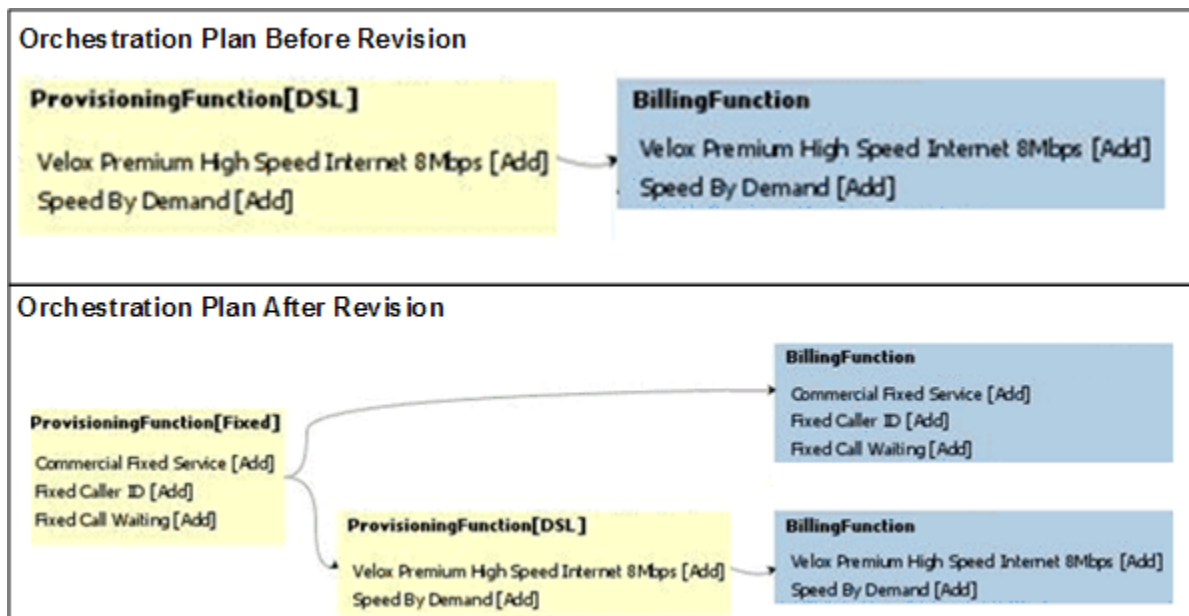 Orchestration Plan Before Revision
ProvisioningFunction[DSL]
Velox Premium High Speed Internet 8Mbps [Add]
Speed By Demand [Add]
BillingFunction
Velox Premium High Speed Internet 8Mbps [Add]
Speed By Demand [Add]
Orchestration Plan After Revision
ProvisioningFunction[Fixed]
Commercial Fixed Service [Add]
Fixed Caller ID [Add]
Fixed Call Waiting [Add]
BillingFunction
Commercial Fixed Service [Add]
Fixed Caller ID [Add]
Fixed Call Waiting [Add]
ProvisioningFunction[DSL]
Velox Premium High Speed Internet 8Mbps [Add]
Speed By Demand [Add]
BillingFunction
Velox Premium High Speed Internet 8Mbps [Add]
Speed By Demand [Add]